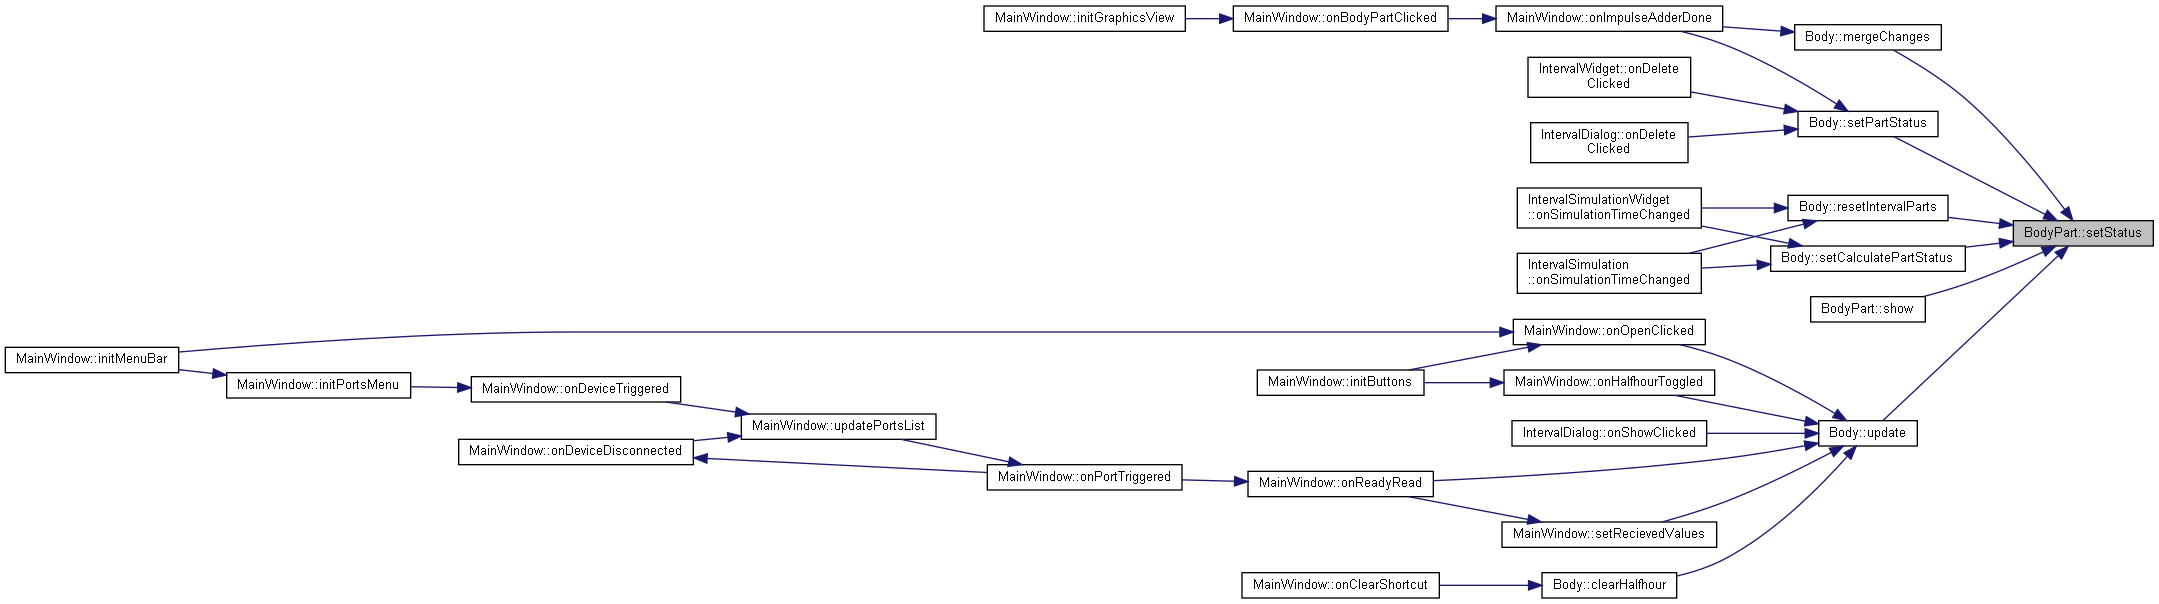 MainWindow::initGraphicsView
MainWindow::onBodyPartClicked
MainWindow::onImpulseAdderDone
Body::mergeChanges
IntervalWidget::onDelete
Clicked
Body::setPartStatus
IntervalDialog::onDelete
Clicked
IntervalSimulationWidget
::onSimulationTimeChanged
Body::resetIntervalParts
BodyPart::setStatus
IntervalSimulation
::onSimulationTimeChanged
Body::setCalculatePartStatus
BodyPart::show
MainWindow::onOpenClicked
MainWindow::initMenuBar
MainWindow::initPortsMenu
MainWindow::onDeviceTriggered
MainWindow::initButtons
MainWindow::onHalfhourToggled
MainWindow::updatePortsList
IntervalDialog::onShowClicked
Body::update
MainWindow::onDeviceDisconnected
MainWindow::onPortTriggered
MainWindow::onReadyRead
MainWindow::setRecievedValues
MainWindow::onClearShortcut
Body::clearHalfhour